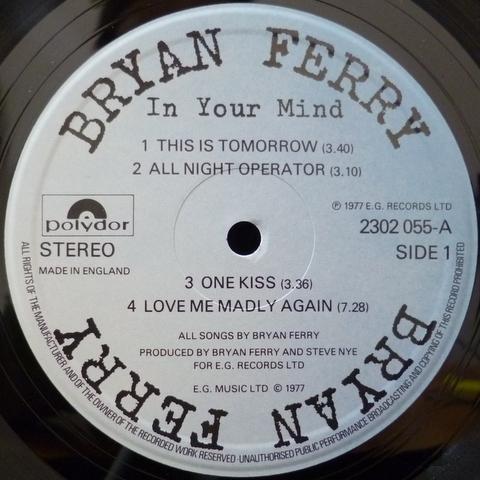 BRYAN FERRY
In Your Mind
1 THIS IS TOMORROW (3.40)
2 ALL NIGHT OPERATOR (3.10)
℗ 1977 E.G. RECORDS LTD
polydor
2302 055-A
STEREO
SIDE 1
MADE IN ENGLAND
3 ONE KISS (3.36)
4 LOVE ME MADLY AGAIN (7.28)
ALL SONGS BY BRYAN FERRY
PRODUCED BY BRYAN FERRY AND STEVE NYE
FOR E.G. RECORDS LTD
E.G. MUSIC LTD © 1977
BRYAN FERRY
ALL RIGHTS OF THE MANUFACTURER AND OF THE OWNER OF THE RECORDED WORK RESERVED·UNAUTHORISED PUBLIC PERFORMANCE BROADCASTING AND COPYING OF THIS RECORD PROHIBITED